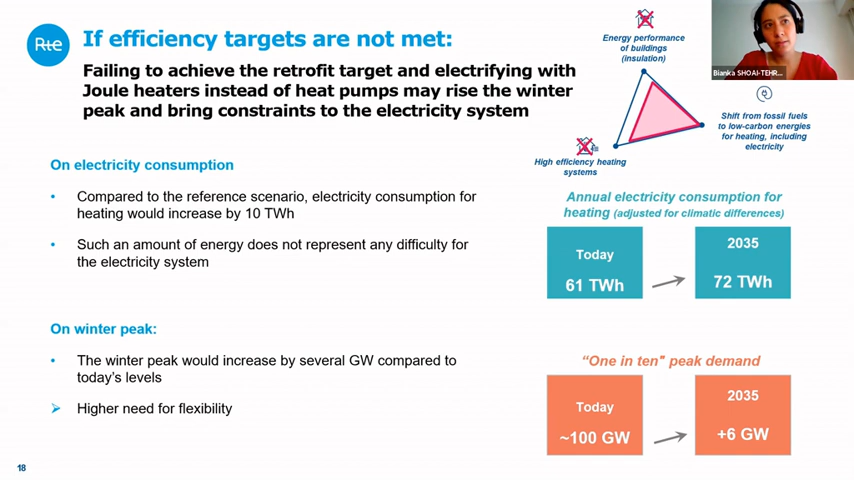 Rte
If efficiency targets are not met:
Failing to achieve the retrofit target and electrifying with
Joule heaters instead of heat pumps may rise the winter
peak and bring constraints to the electricity system
Energy performance
of buildings
(insulation)
Bianka SHOAI-TEHR...
Shift from fossil fuels
to low-carbon energies
for heating, including
electricity
High efficiency heating
systems
On electricity consumption
• Compared to the reference scenario, electricity consumption for
heating would increase by 10 TWh
• Such an amount of energy does not represent any difficulty for
the electricity system
Annual electricity consumption for
heating (adjusted for climatic differences)
Today
61 TWh
2035
72 TWh
On winter peak:
• The winter peak would increase by several GW compared to
today's levels
➢ Higher need for flexibility
"One in ten" peak demand
Today
~100 GW
2035
+6 GW
18